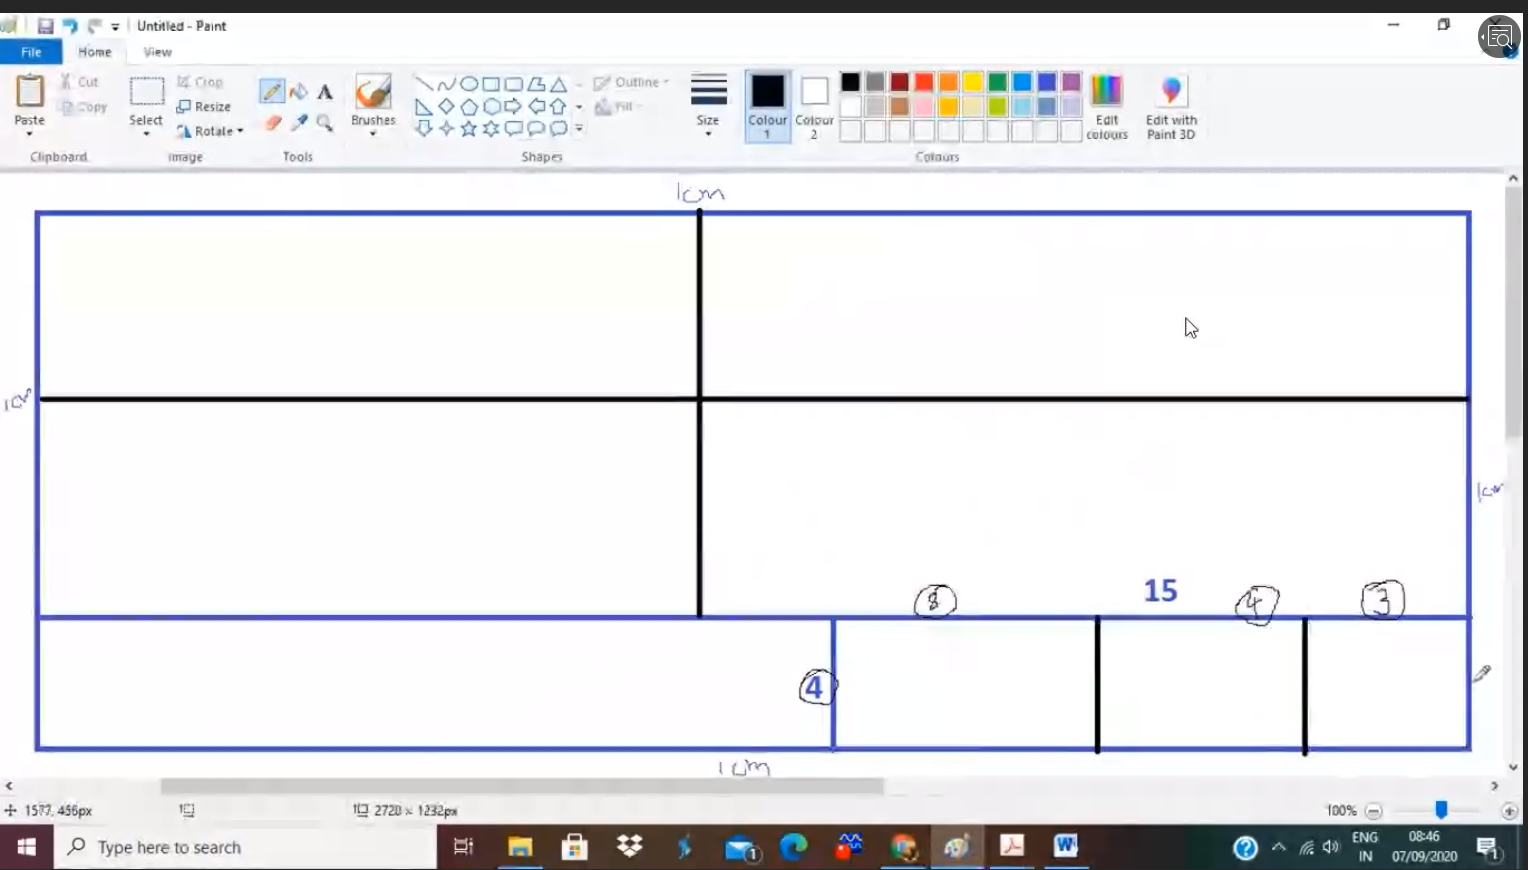 Untitled - Paint
File Home View
Cut
Copy
Paste
Clipboard
Crop
Resize
Rotate
Select
Image
Tools
Brushes
Outline
Fill
Shapes
Size
Colour 1
Colour 2
Edit colours
Edit with Paint 3D
Colours
1cm
1cm
1cm
8 15 4 3
4
1cm
1577, 456px 2720 × 1232px 100%
Type here to search
1
ENG IN
08:46
07/09/2020
1